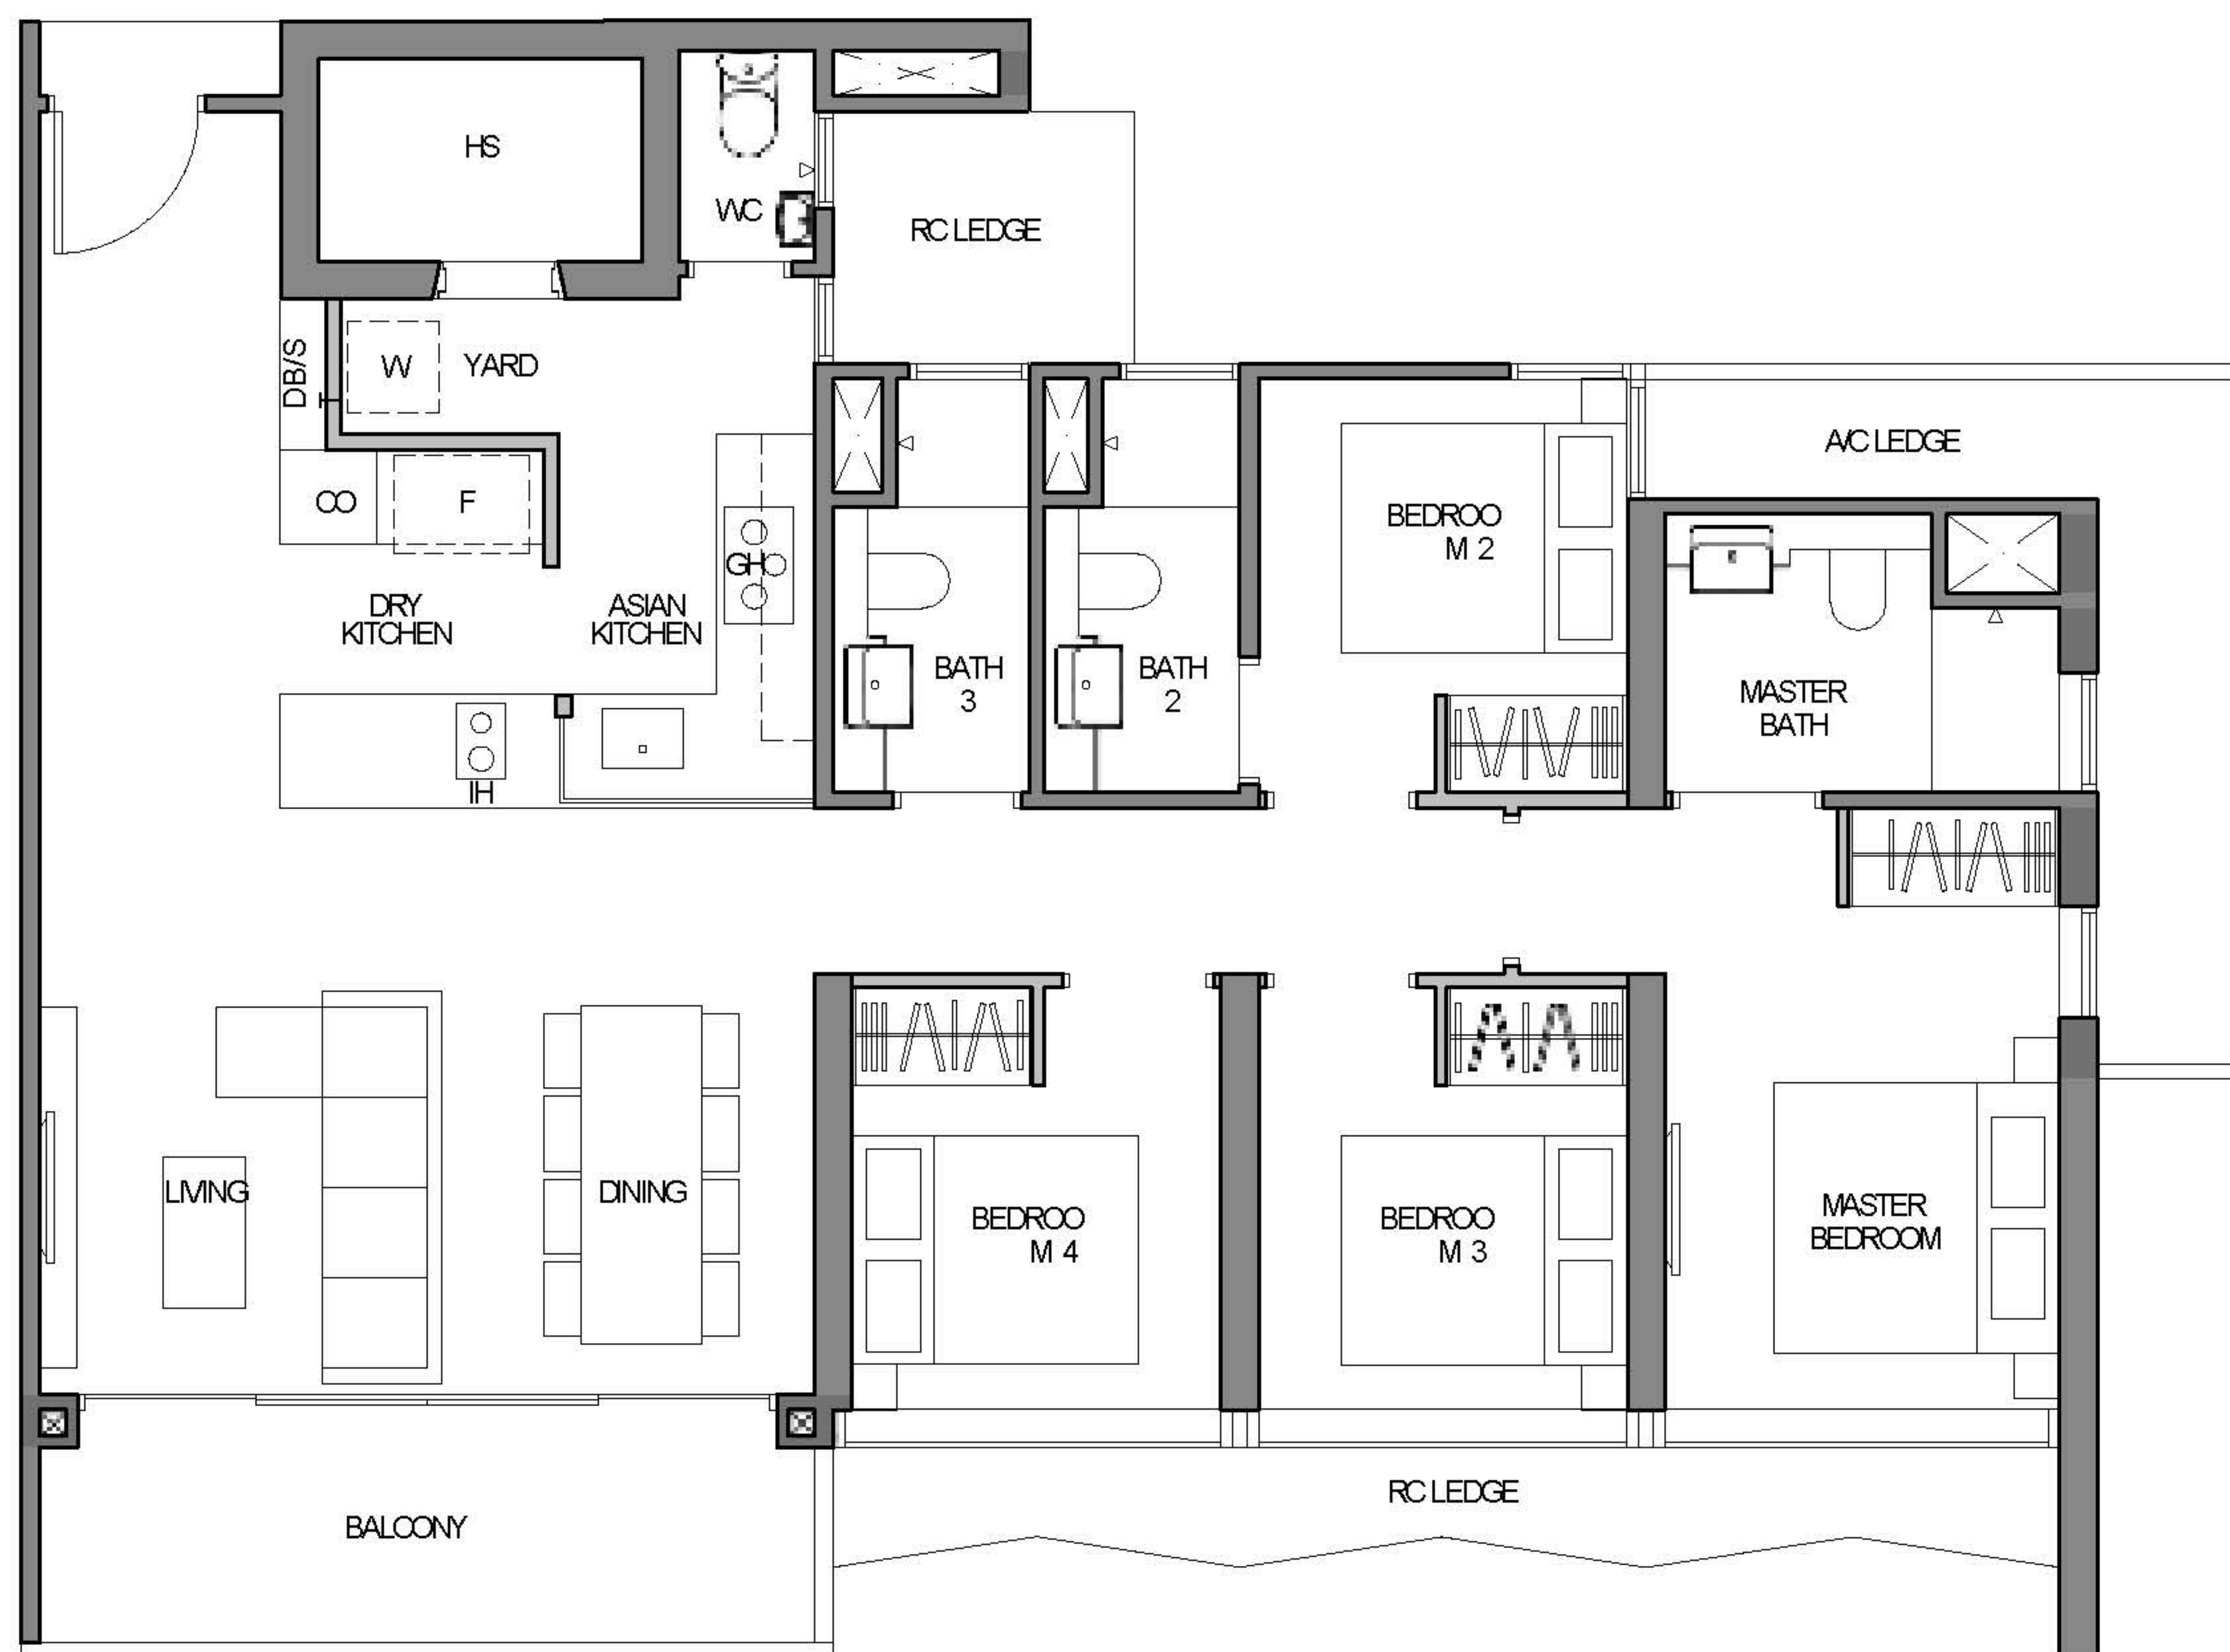 HS
WC
RC LEDGE
DB/S
W
YARD
A/C LEDGE
CO
F
BEDROO
M 2
GH
DRY
KITCHEN
ASIAN
KITCHEN
BATH
3
BATH
2
MASTER
BATH
IH
LIVING
DINING
BEDROO
M 4
BEDROO
M 3
MASTER
BEDROOM
RC LEDGE
BALCONY